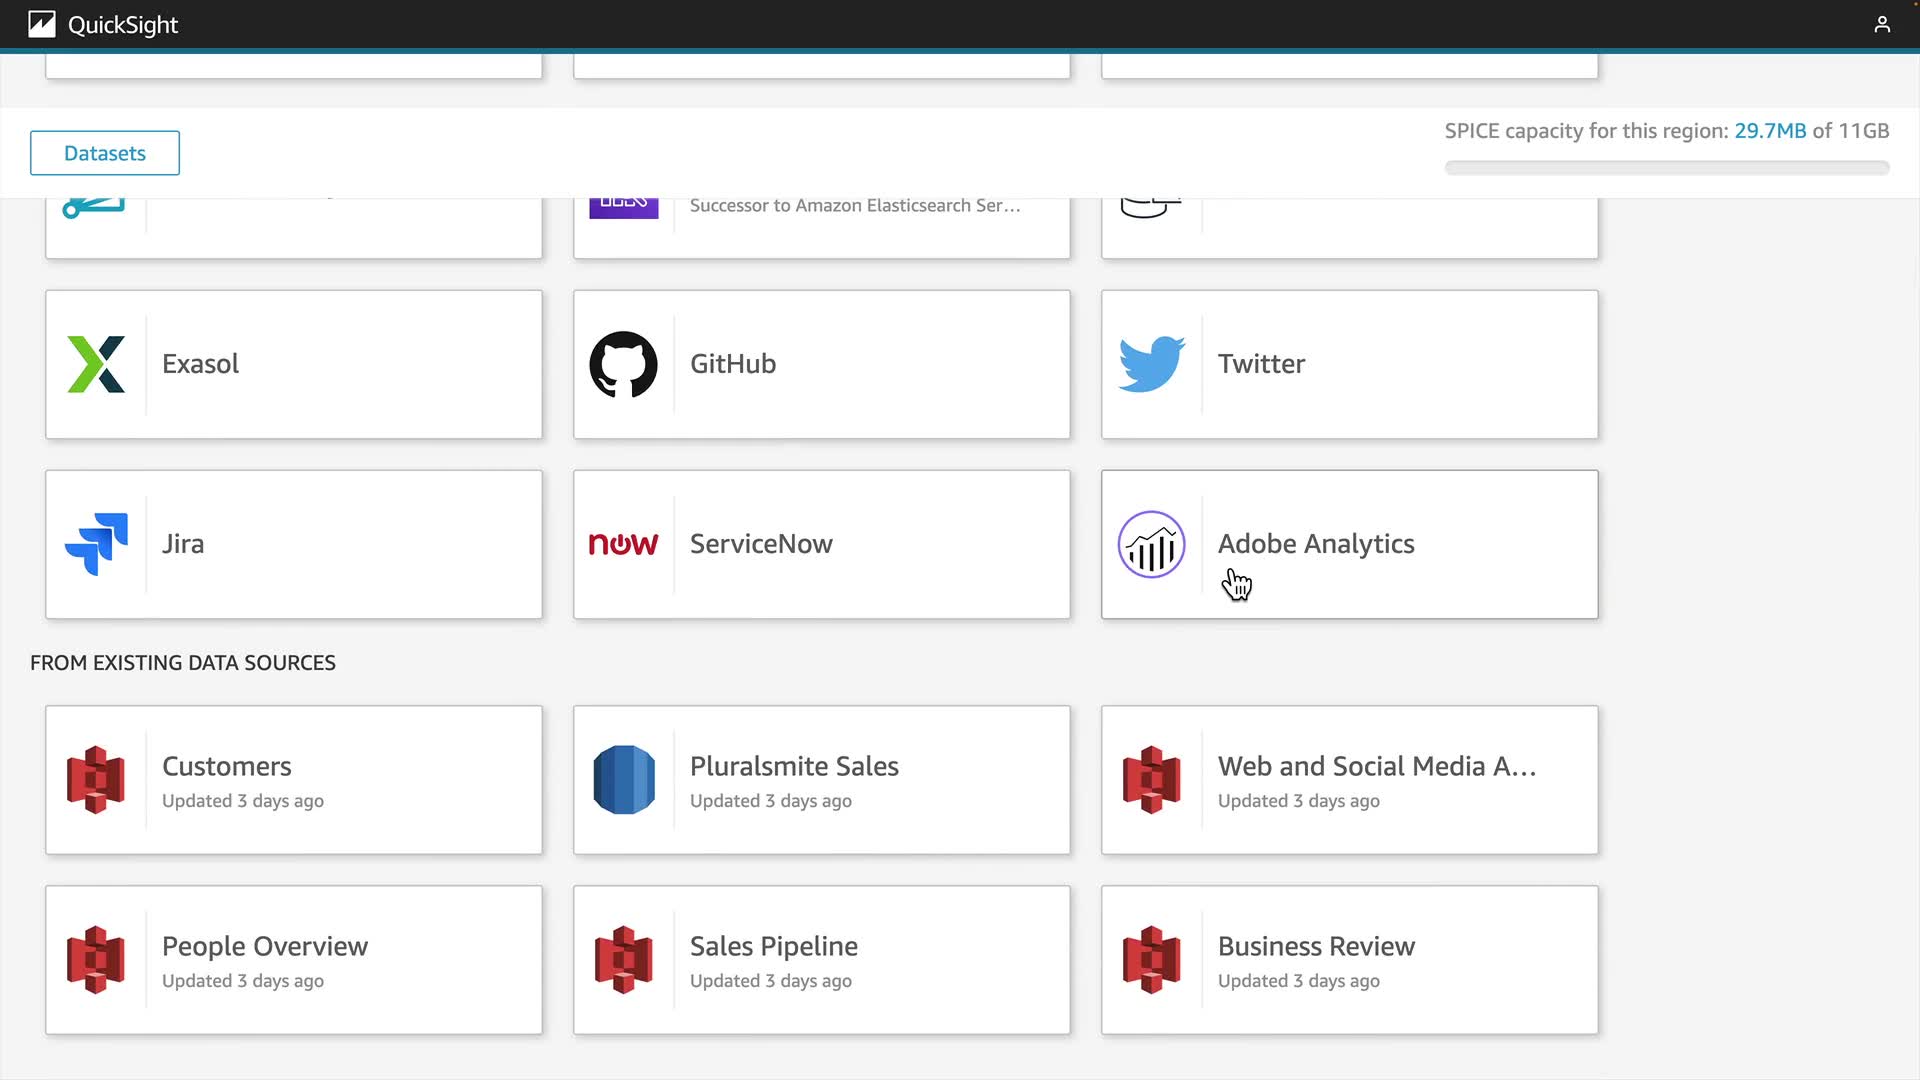 QuickSight
Datasets
SPICE capacity for this region: 29.7MB of 11GB
Successor to Amazon Elasticsearch Ser...
Exasol
GitHub
Twitter
Jira
now
ServiceNow
Adobe Analytics
FROM EXISTING DATA SOURCES
Customers
Updated 3 days ago
Pluralsmite Sales
Updated 3 days ago
Web and Social Media A...
Updated 3 days ago
People Overview
Updated 3 days ago
Sales Pipeline
Updated 3 days ago
Business Review
Updated 3 days ago